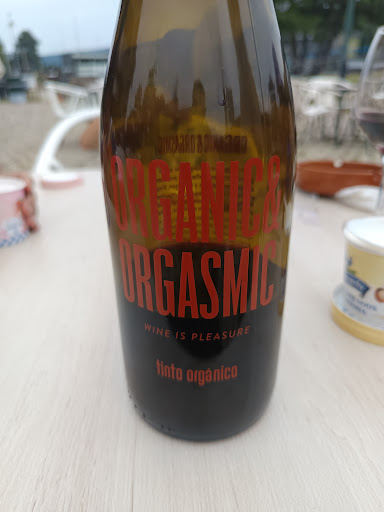 ORGANIC&
ORGASMIC
WINE IS PLEASURE
tinto orgánico